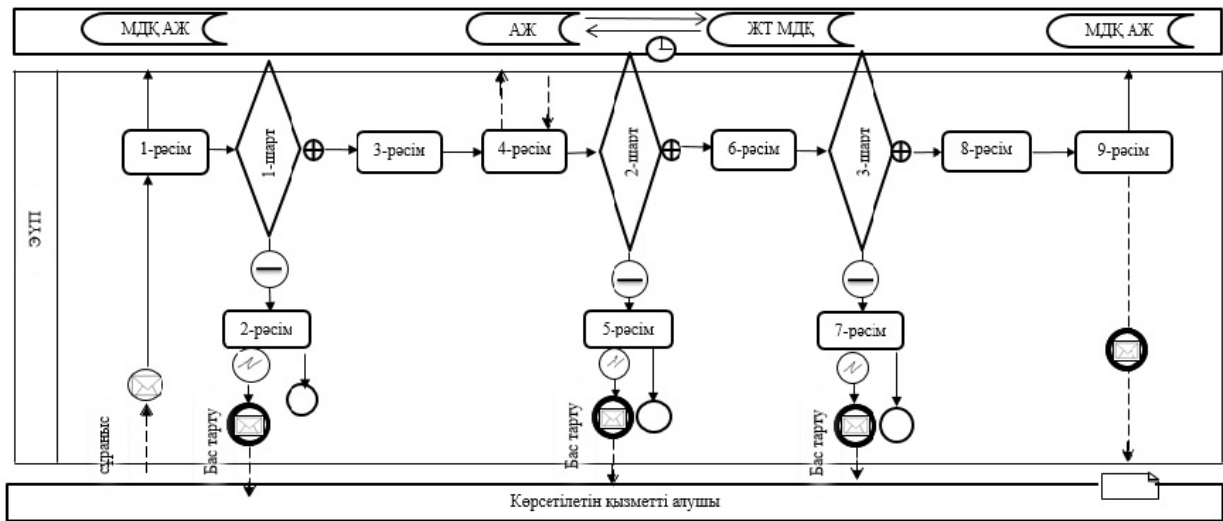 МДҚ АЖ
АЖ
ЖТ МДҚ
МДҚ АЖ
ЭҮП
1-рәсім
1-шарт
3-рәсім
4-рәсім
2-шарт
6-рәсім
3-шарт
8-рәсім
9-рәсім
2-рәсім
5-рәсім
7-рәсім
сұраныс
Бас тарту
Бас тарту
Бас тарту
Көрсетілетін қызметті алушы